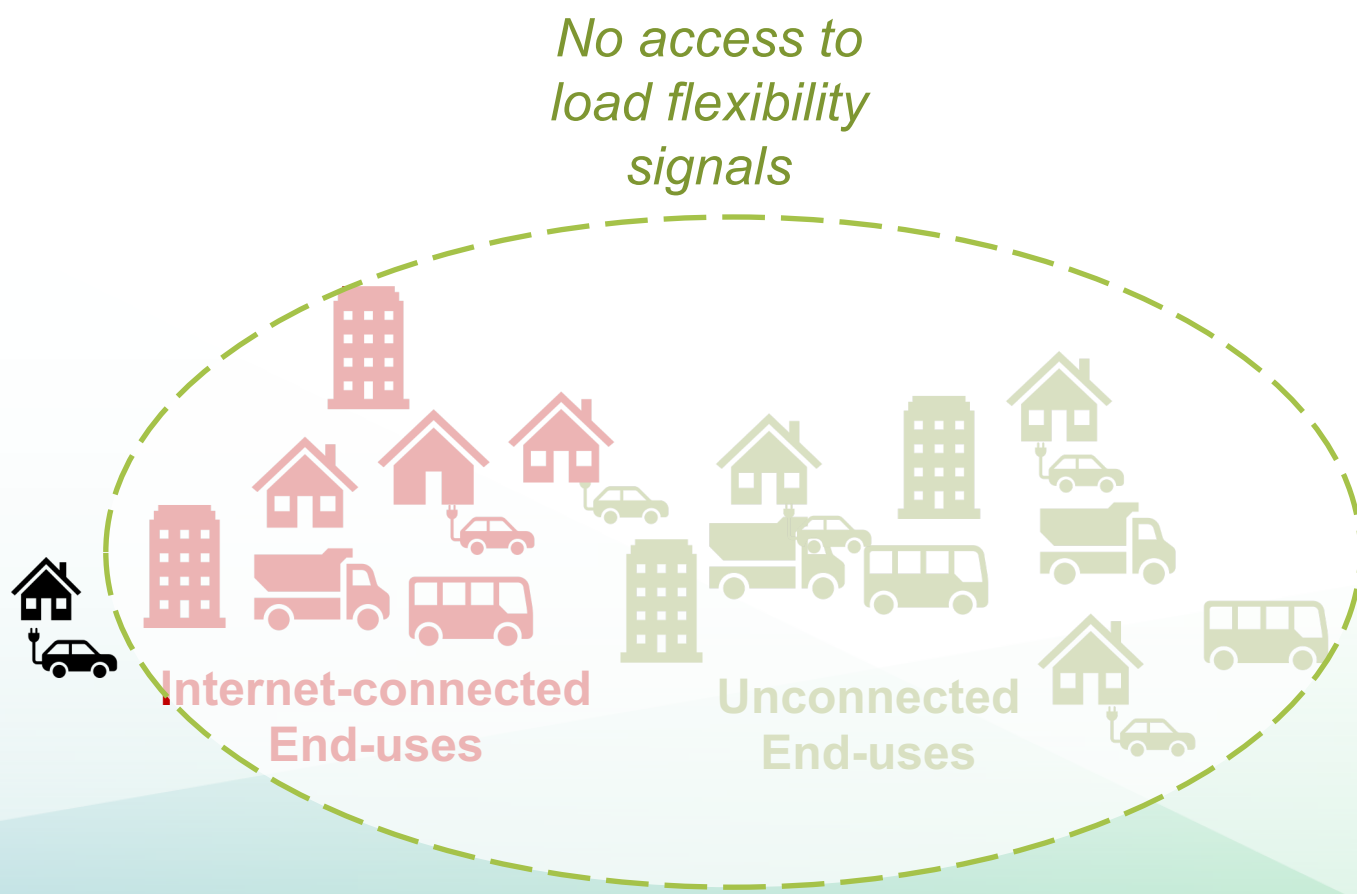 No access to
load flexibility
signals
Internet-connected
End-uses
Unconnected
End-uses